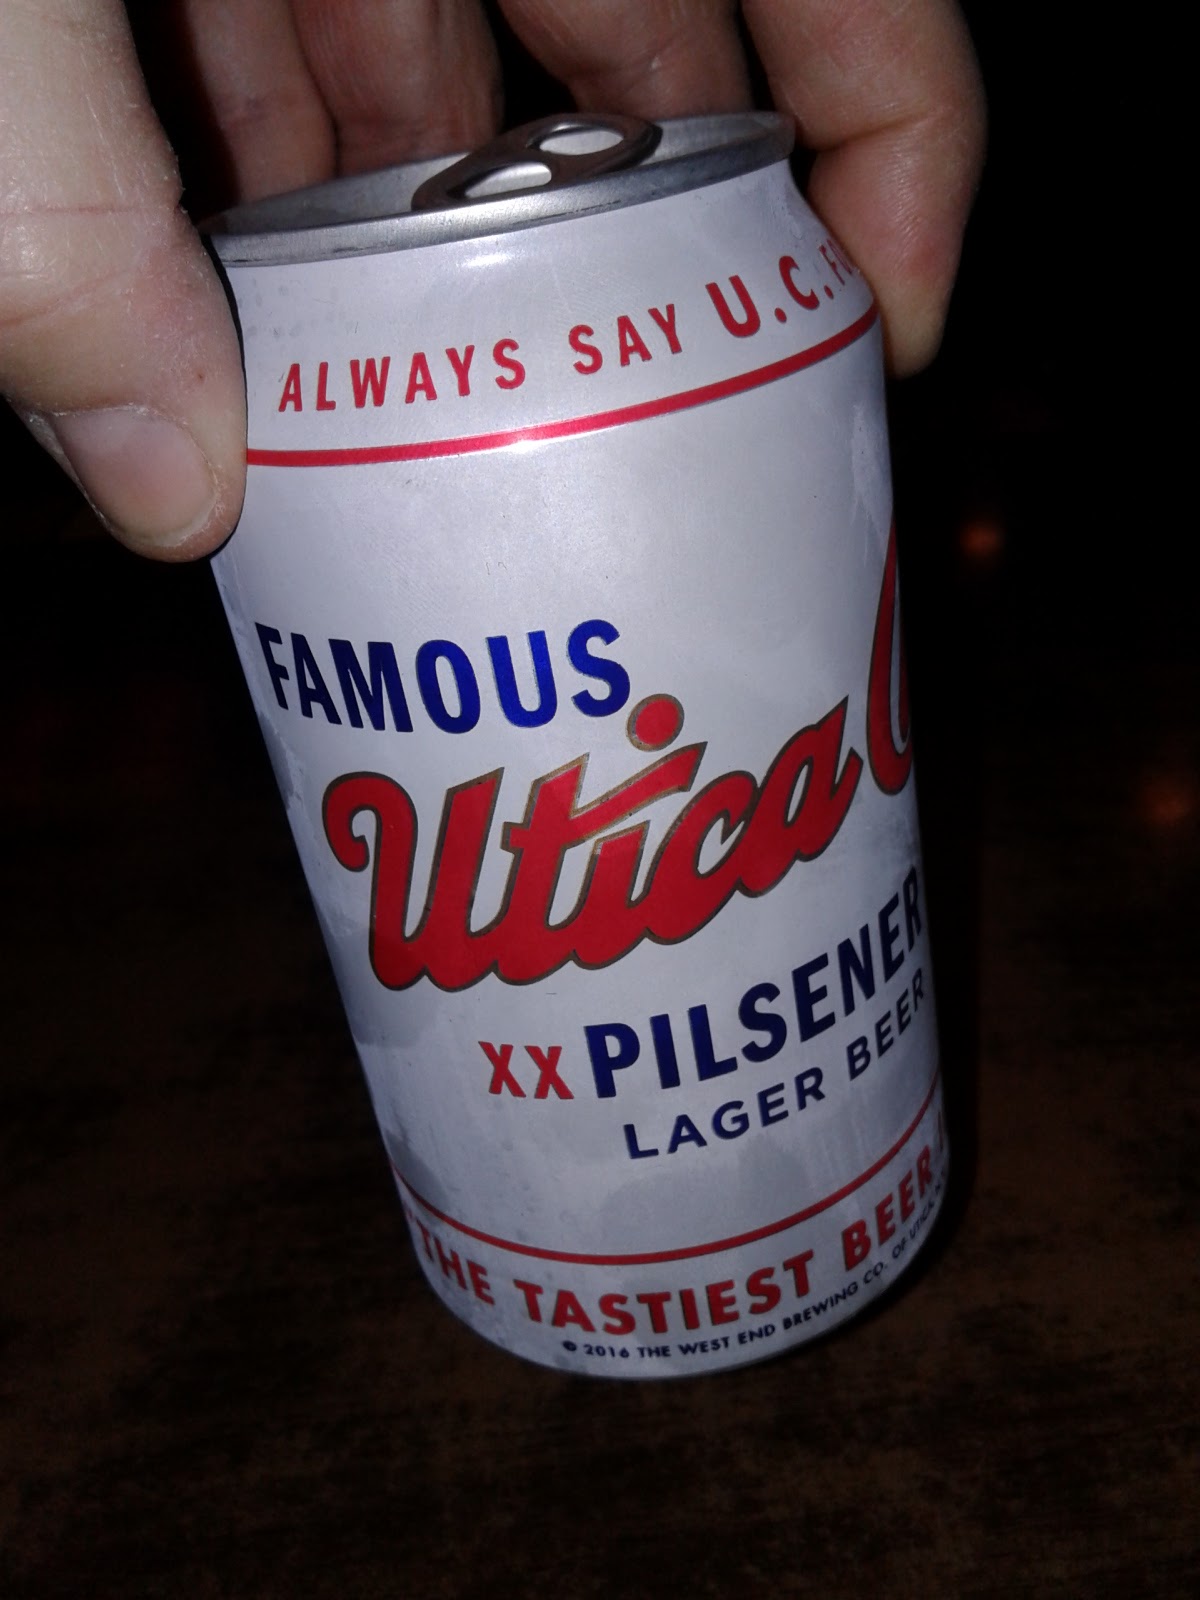 ALWAYS SAY U.C.
FAMOUS
Utica
XX PILSENER
LAGER BEER
THE TASTIEST BEER
© 2016 THE WEST END BREWING CO. OF UTICA